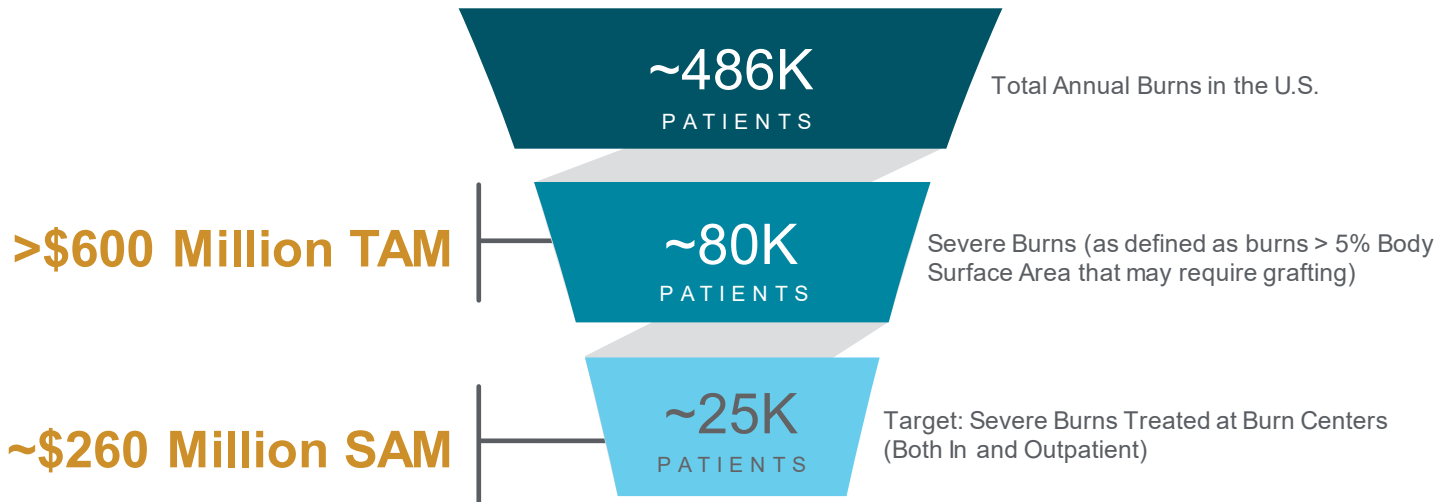 ~486K
PATIENTS
Total Annual Burns in the U.S.
>$600 Million TAM
~80K
PATIENTS
Severe Burns (as defined as burns > 5% Body
Surface Area that may require grafting)
~$260 Million SAM
~25K
PATIENTS
Target: Severe Burns Treated at Burn Centers
(Both In and Outpatient)